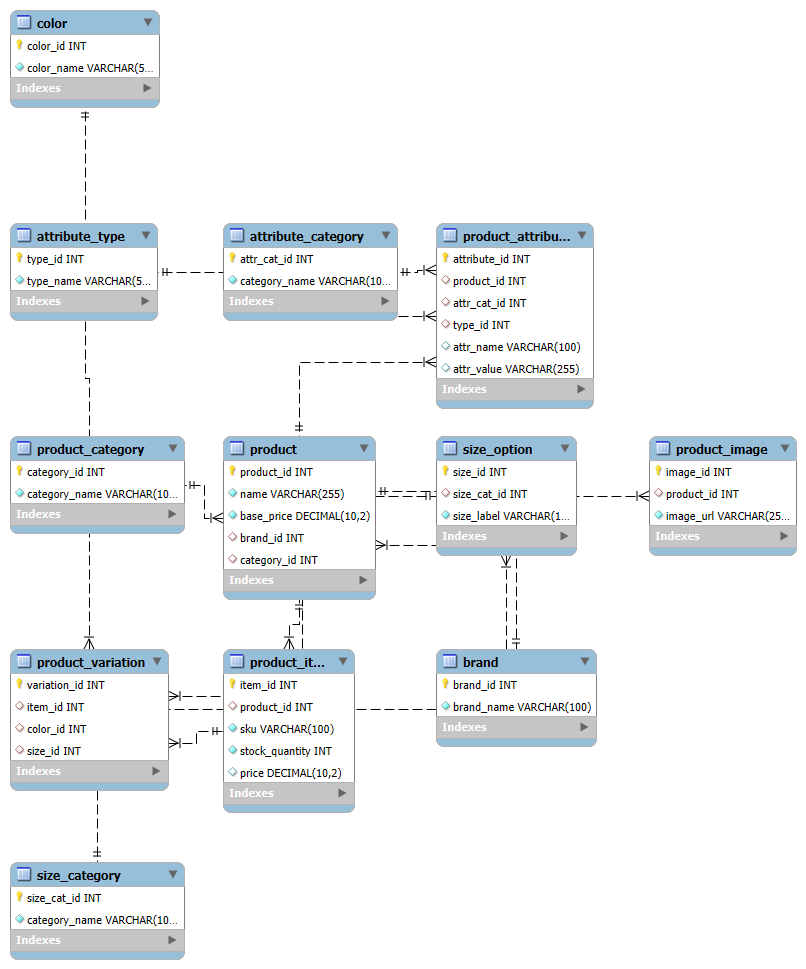 color
color_id INT
color_name VARCHAR(5...
Indexes
attribute_type
type_id INT
type_name VARCHAR(5...
Indexes
attribute_category
attr_cat_id INT
category_name VARCHAR(10...
Indexes
product_attribu...
attribute_id INT
product_id INT
attr_cat_id INT
type_id INT
attr_name VARCHAR(100)
attr_value VARCHAR(255)
Indexes
product_category
category_id INT
category_name VARCHAR(10...
Indexes
product
product_id INT
name VARCHAR(255)
base_price DECIMAL(10,2)
brand_id INT
category_id INT
Indexes
size_option
size_id INT
size_cat_id INT
size_label VARCHAR(1...
Indexes
product_image
image_id INT
product_id INT
image_url VARCHAR(25...
Indexes
product_variation
variation_id INT
item_id INT
color_id INT
size_id INT
Indexes
product_it...
item_id INT
product_id INT
sku VARCHAR(100)
stock_quantity INT
price DECIMAL(10,2)
Indexes
brand
brand_id INT
brand_name VARCHAR(100)
Indexes
size_category
size_cat_id INT
category_name VARCHAR(10...
Indexes